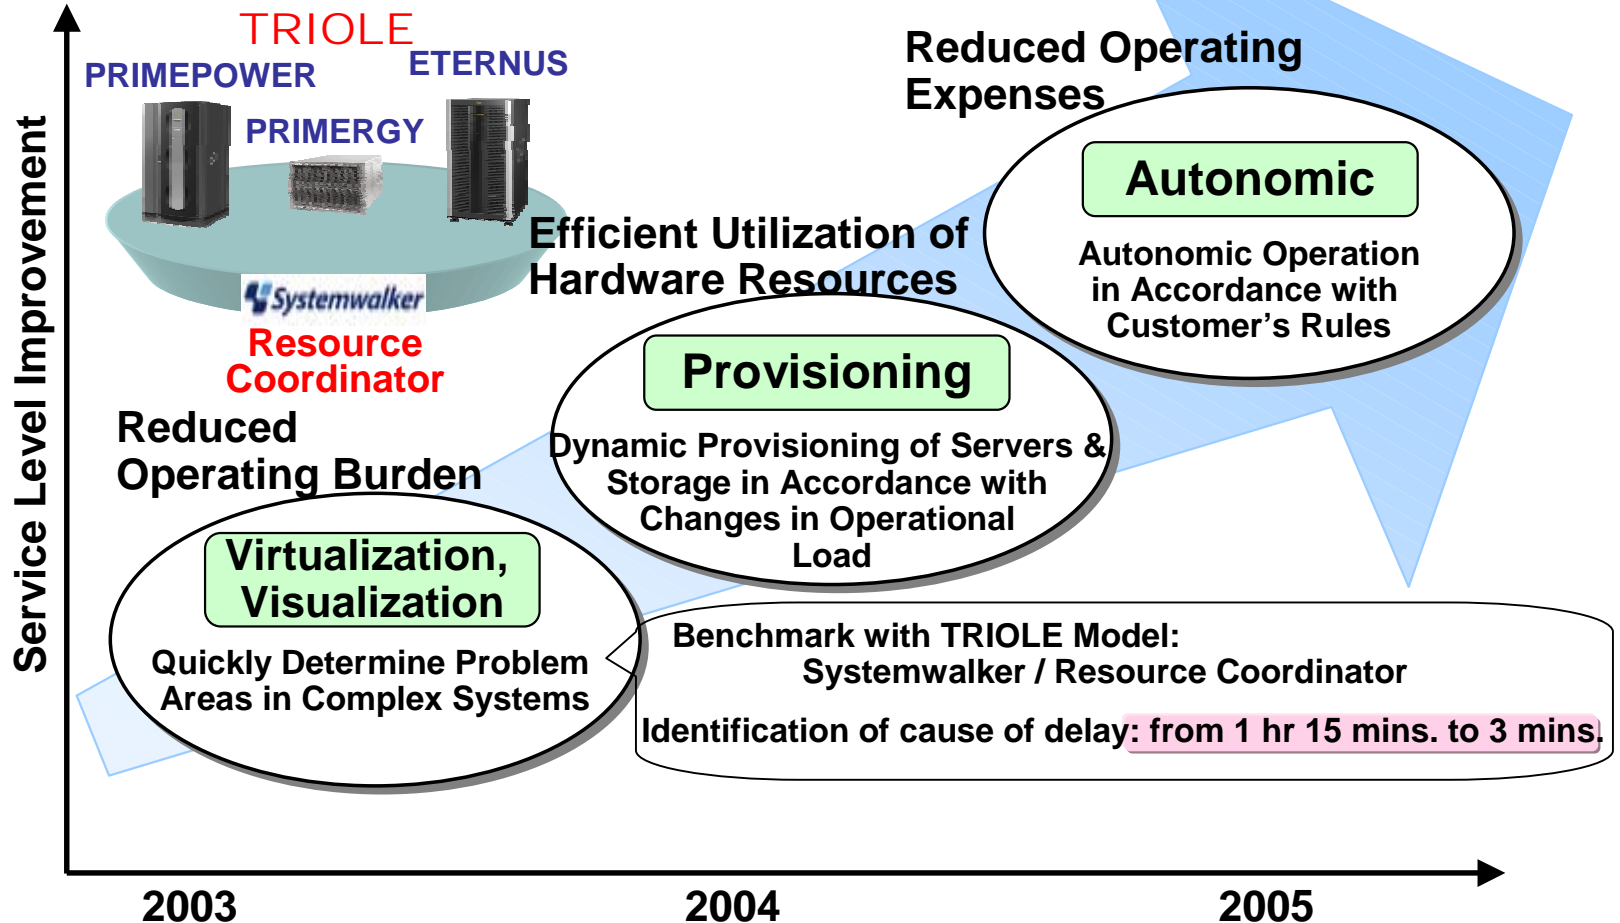 Service Level Improvement
TRIOLE
PRIMEPOWER
ETERNUS
PRIMERGY
Systemwalker
Resource
Coordinator
Reduced Operating
Expenses
Autonomic
Autonomic Operation
in Accordance with
Customer’s Rules
Efficient Utilization of
Hardware Resources
Provisioning
Dynamic Provisioning of Servers &
Storage in Accordance with
Changes in Operational
Load
Reduced
Operating Burden
Virtualization,
Visualization
Quickly Determine Problem
Areas in Complex Systems
Benchmark with TRIOLE Model:
Systemwalker / Resource Coordinator
Identification of cause of delay: from 1 hr 15 mins. to 3 mins.
2003
2004
2005